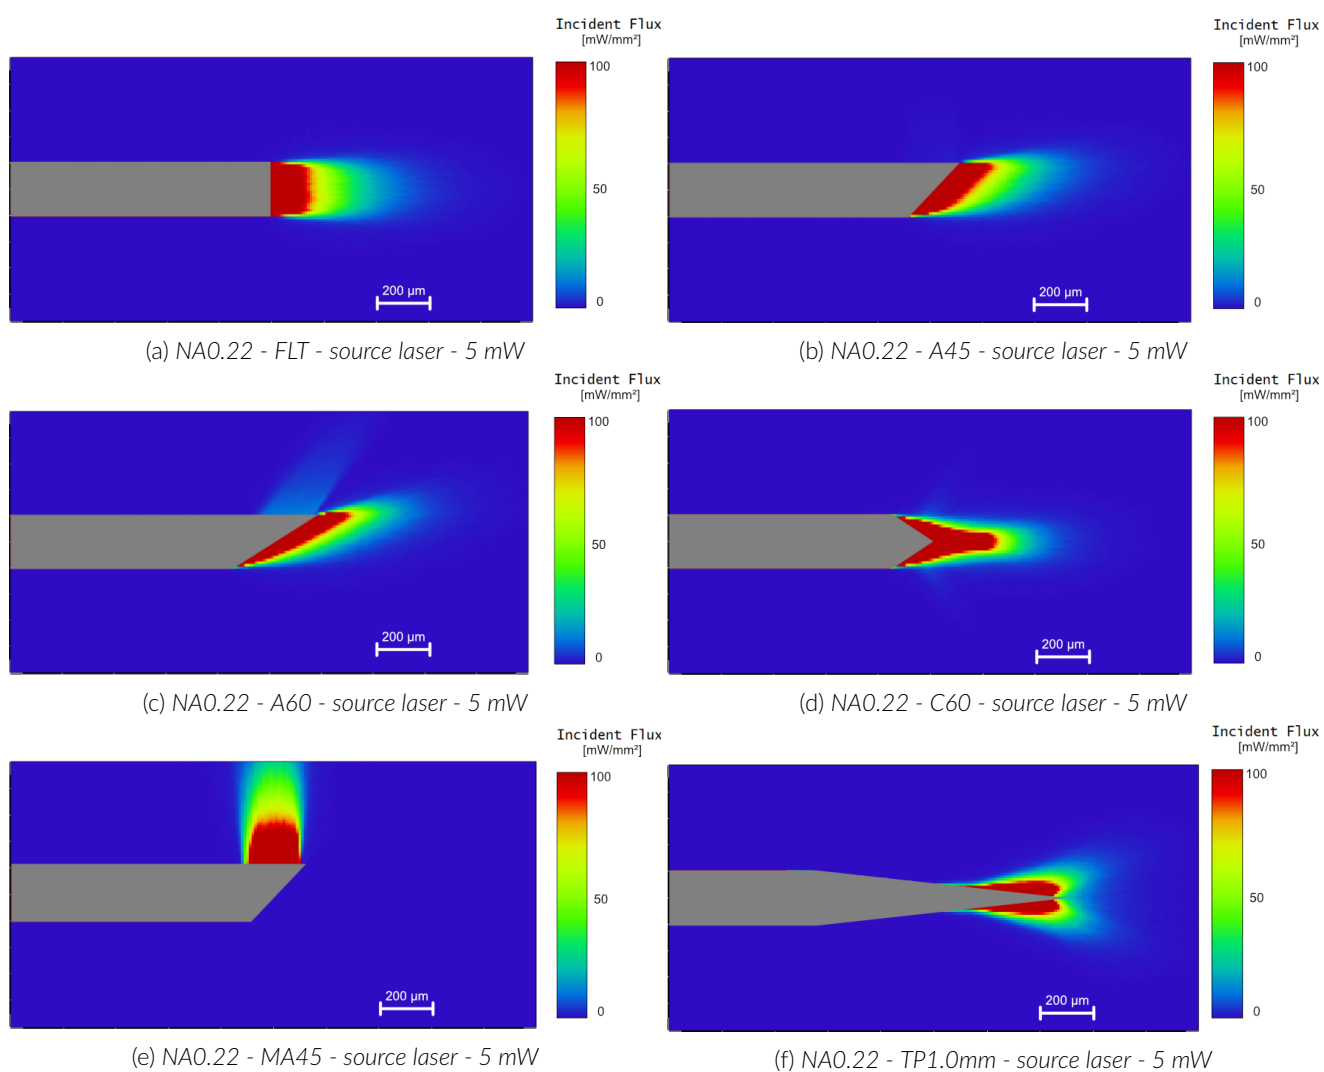 Incident Flux
[mW/mm²]
100
50
0
200 µm
(a) NA0.22 - FLT - source laser - 5 mW
Incident Flux
[mW/mm²]
100
50
0
200 µm
(b) NA0.22 - A45 - source laser - 5 mW
Incident Flux
[mW/mm²]
100
50
0
200 µm
(c) NA0.22 - A60 - source laser - 5 mW
Incident Flux
[mW/mm²]
100
50
0
200 µm
(d) NA0.22 - C60 - source laser - 5 mW
Incident Flux
[mW/mm²]
100
50
0
200 µm
(e) NA0.22 - MA45 - source laser - 5 mW
Incident Flux
[mW/mm²]
100
50
0
200 µm
(f) NA0.22 - TP1.0mm - source laser - 5 mW